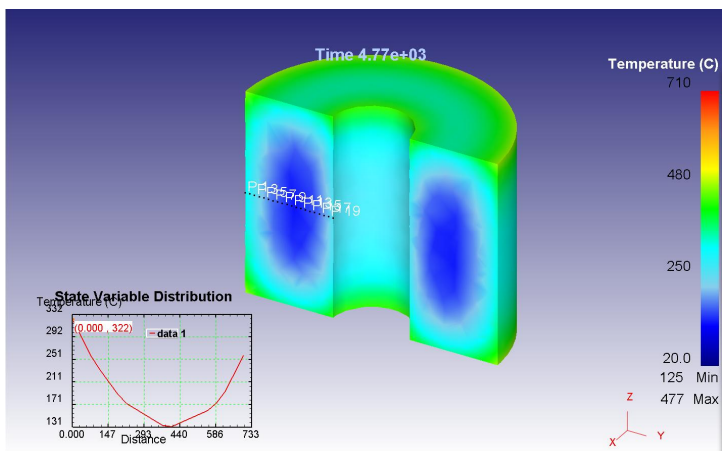 Time 4.77e+03
Temperature (C)
710
480
250
20.0
125 Min
477 Max
State Variable Distribution
Temperature (C)
332
292
251
211
171
131
(0.000 , 322)
data 1
0.000 147 293 440 586 733
Distance
Z
X
Y